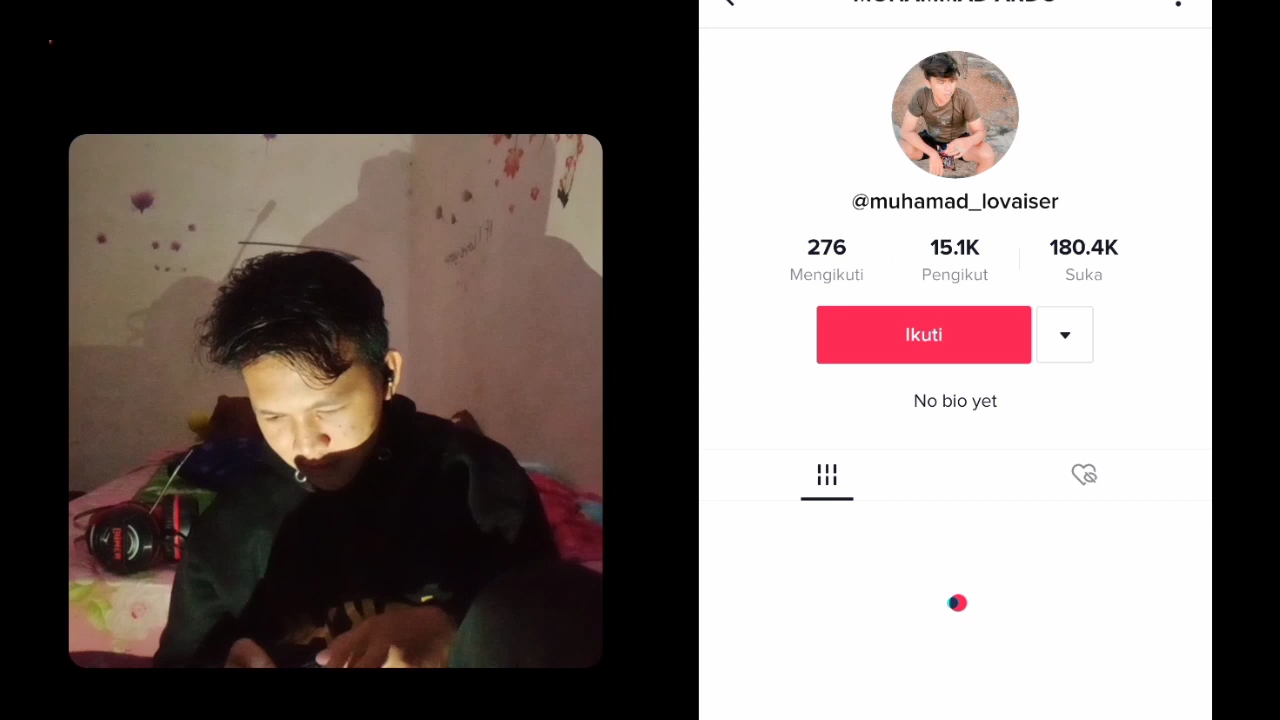 @muhamad_lovaiser
276
15.1K
180.4K
Mengikuti
Pengikut
Suka
Ikuti
No bio yet